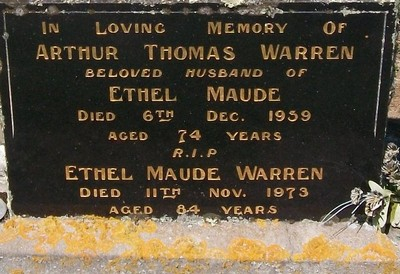 In Loving Memory Of
Arthur Thomas Warren
beloved husband of
Ethel Maude
Died 6th Dec. 1959
aged 74 years
R.I.P
Ethel Maude Warren
Died 11th Nov. 1973
aged 84 years